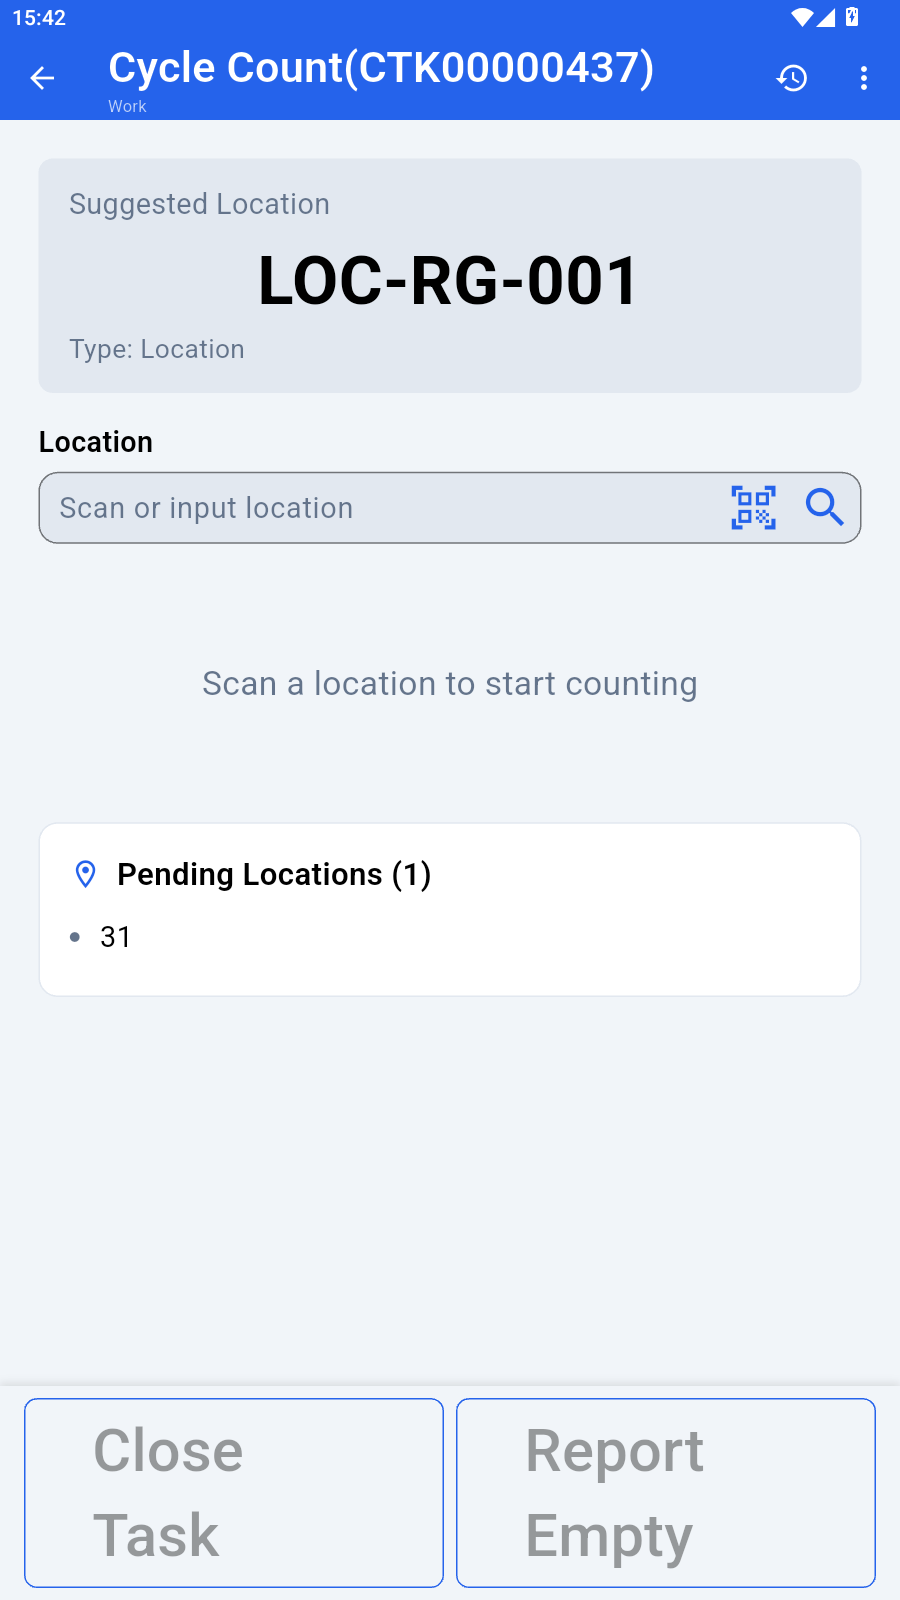 15:42
Cycle Count(CTK00000437)
Work
Suggested Location
LOC-RG-001
Type: Location
Location
Scan or input location
Scan a location to start counting
Pending Locations (1)
• 31
Close
Task
Report
Empty